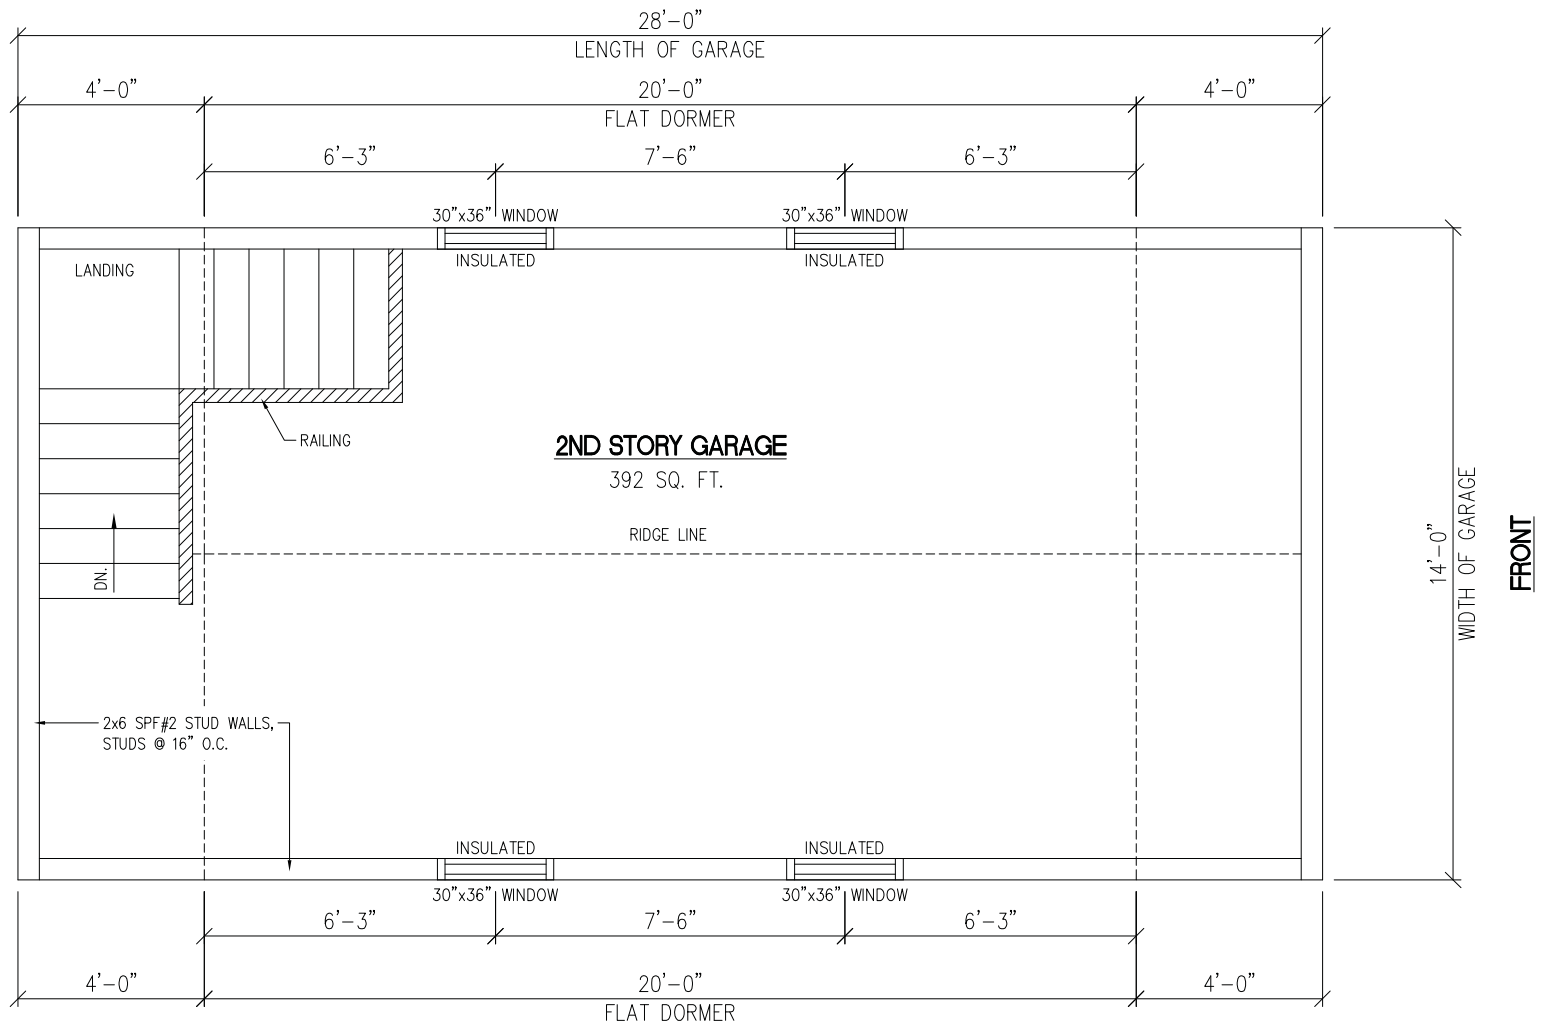 28'-0"
LENGTH OF GARAGE
4'-0"
20'-0"
4'-0"
FLAT DORMER
6'-3"
7'-6"
6'-3"
30"x36" WINDOW
30"x36" WINDOW
INSULATED
INSULATED
LANDING
RAILING
2ND STORY GARAGE
392 SQ. FT.
RIDGE LINE
DN.
14'-0"
WIDTH OF GARAGE
FRONT
2x6 SPF#2 STUD WALLS,
STUDS @ 16" O.C.
INSULATED
INSULATED
30"x36" WINDOW
30"x36" WINDOW
6'-3"
7'-6"
6'-3"
4'-0"
20'-0"
4'-0"
FLAT DORMER